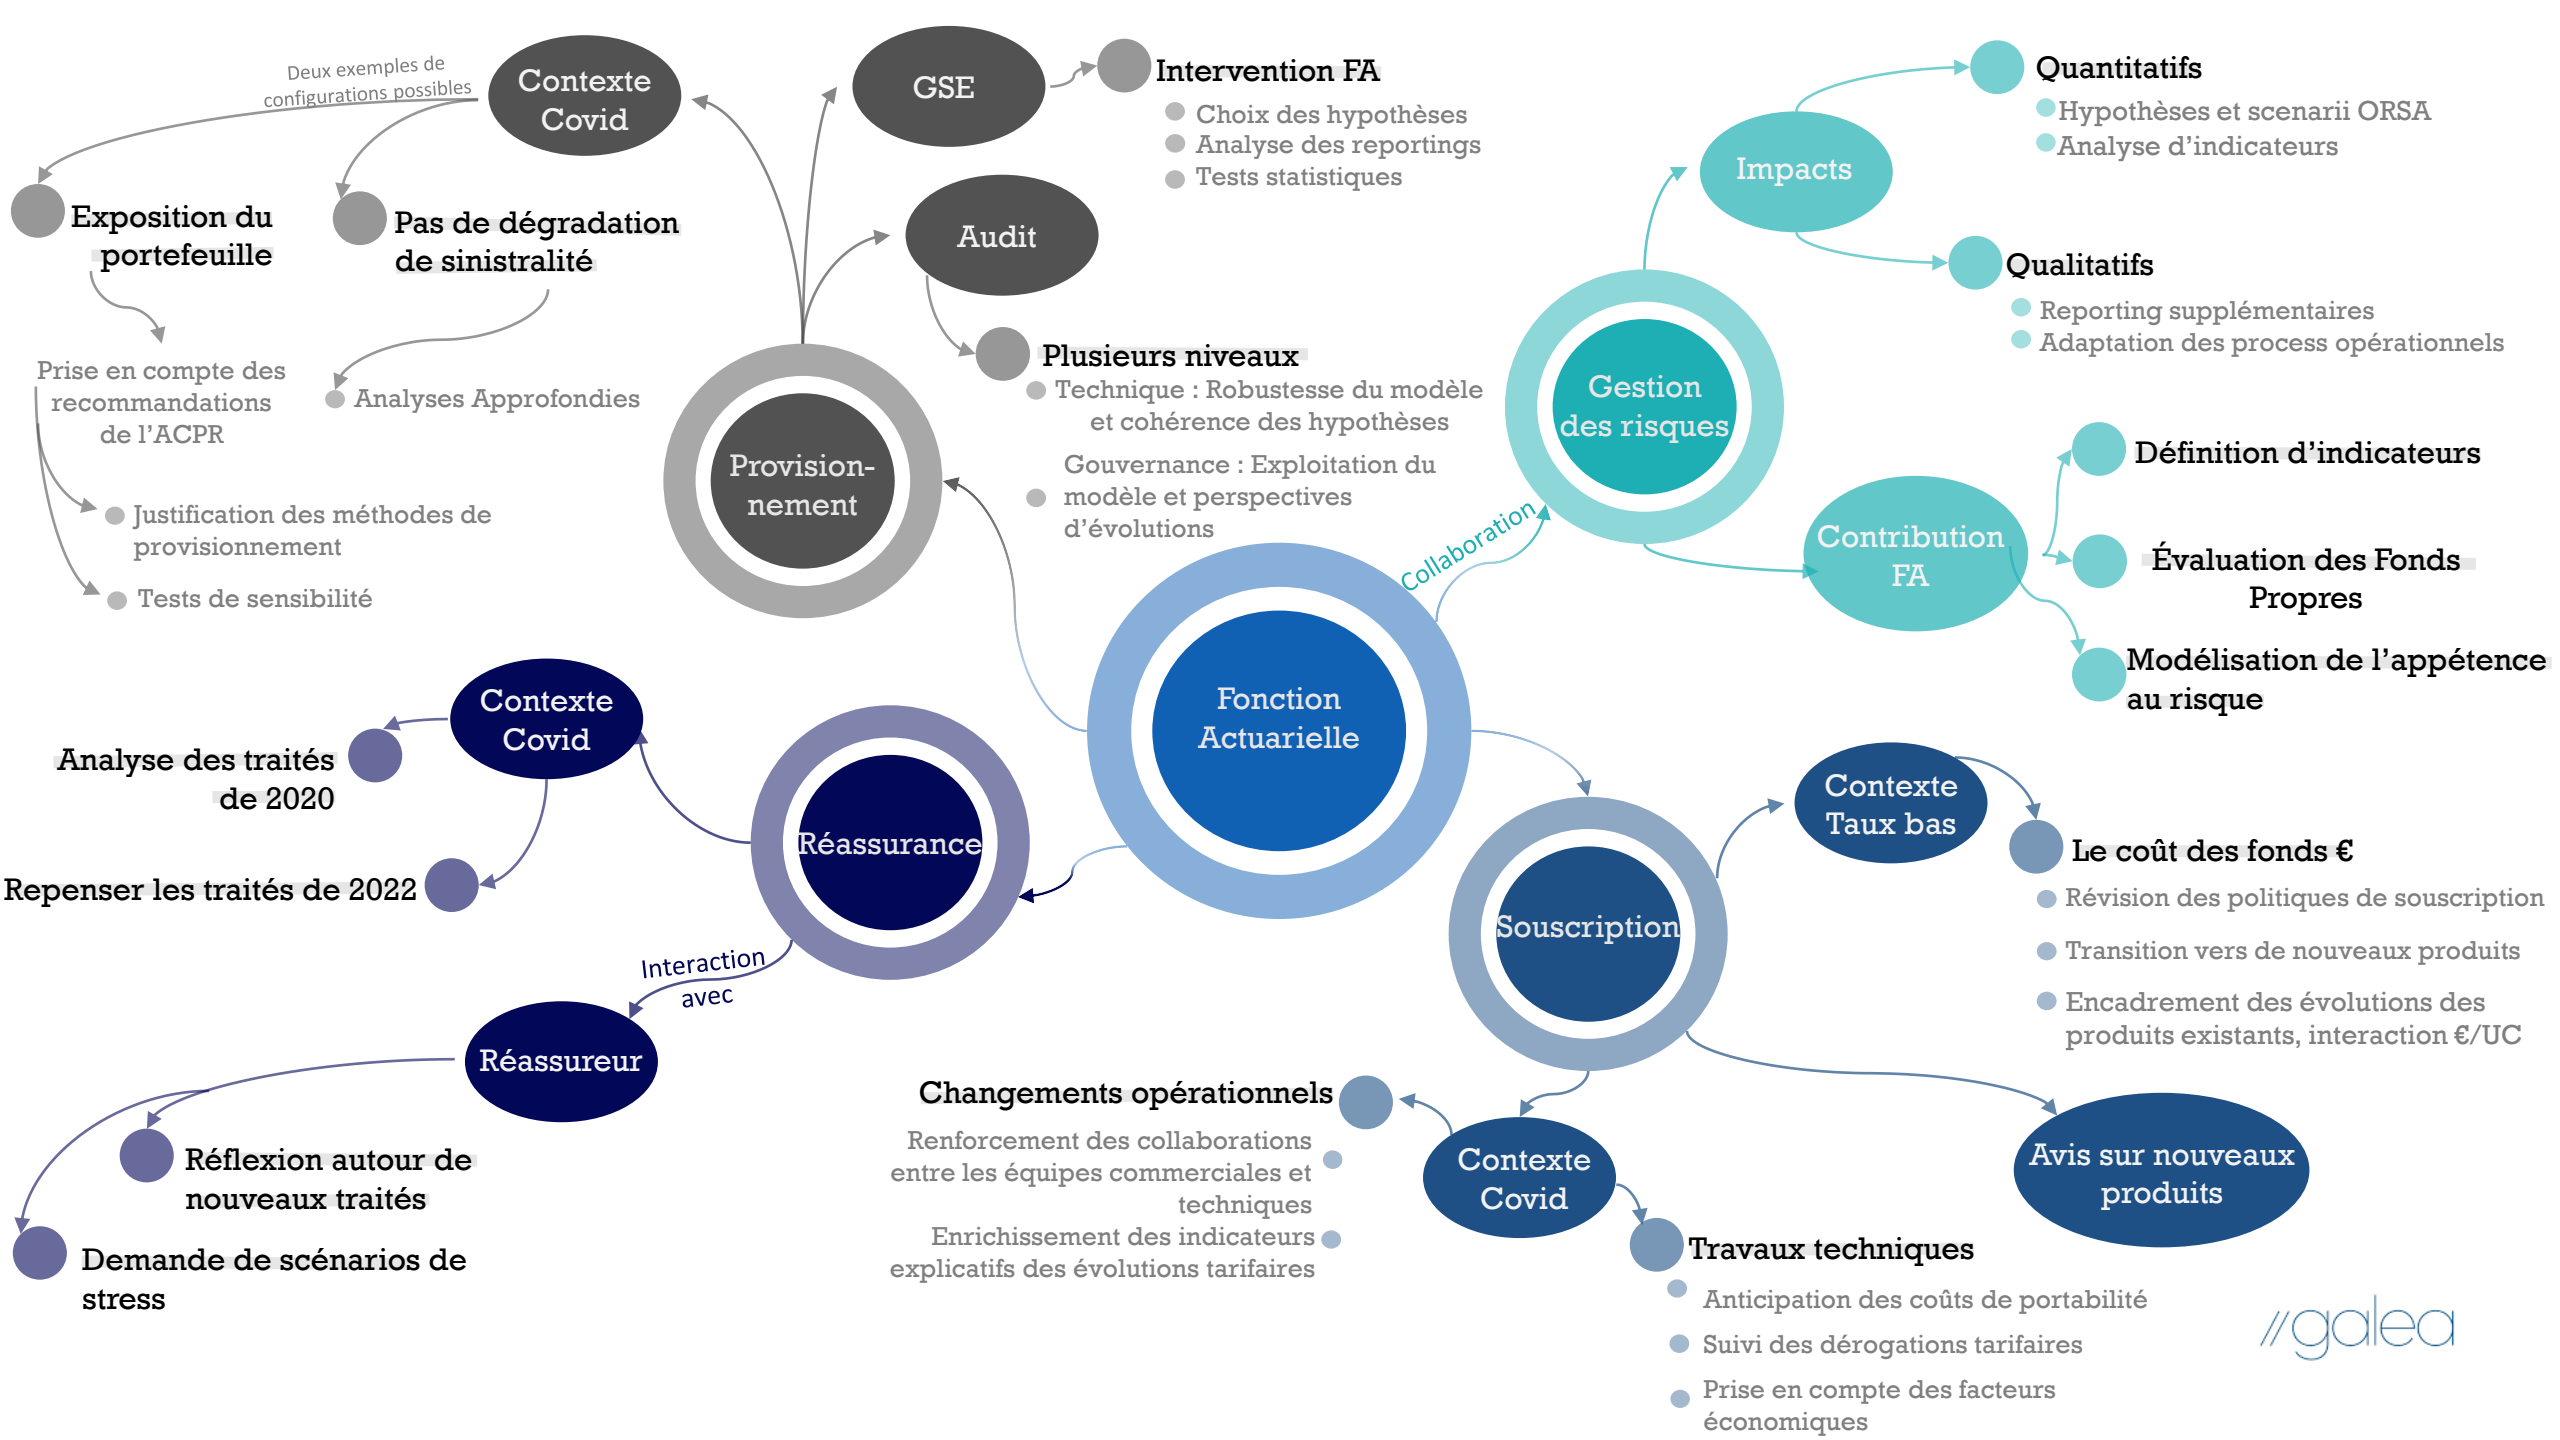 Deux exemples de
configurations possibles
Contexte
Covid
Exposition du
portefeuille
Prise en compte des
recommandations
de l’ACPR
Justification des méthodes de
provisionnement
Tests de sensibilité
Pas de dégradation
de sinistralité
Analyses Approfondies
GSE
Intervention FA
Choix des hypothèses
Analyse des reportings
Tests statistiques
Audit
Plusieurs niveaux
Technique : Robustesse du modèle
et cohérence des hypothèses
Gouvernance : Exploitation du
modèle et perspectives
d’évolutions
Provision-
nement
Collaboration
Gestion
des risques
Impacts
Quantitatifs
Hypothèses et scenarii ORSA
Analyse d’indicateurs
Qualitatifs
Reporting supplémentaires
Adaptation des process opérationnels
Contribution
FA
Définition d’indicateurs
Évaluation des Fonds
Propres
Modélisation de l’appétence
au risque
Fonction
Actuarielle
Réassurance
Contexte
Covid
Analyse des traités
de 2020
Repenser les traités de 2022
Interaction
avec
Réassureur
Réflexion autour de
nouveaux traités
Demande de scénarios de
stress
Souscription
Contexte
Taux bas
Le coût des fonds €
Révision des politiques de souscription
Transition vers de nouveaux produits
Encadrement des évolutions des
produits existants, interaction €/UC
Avis sur nouveaux
produits
Contexte
Covid
Changements opérationnels
Renforcement des collaborations
entre les équipes commerciales et
techniques
Enrichissement des indicateurs
explicatifs des évolutions tarifaires
Travaux techniques
Anticipation des coûts de portabilité
Suivi des dérogations tarifaires
Prise en compte des facteurs
économiques
//galea